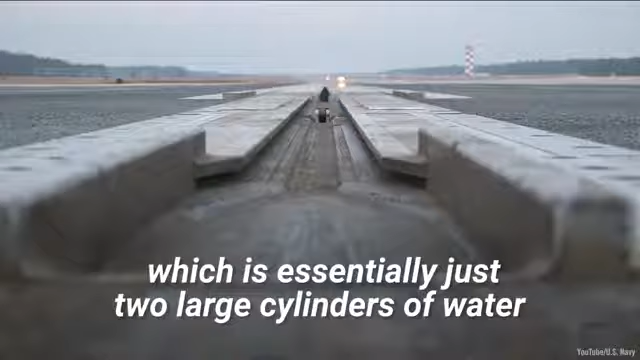 which is essentially just
two large cylinders of water
YouTube/U.S. Navy